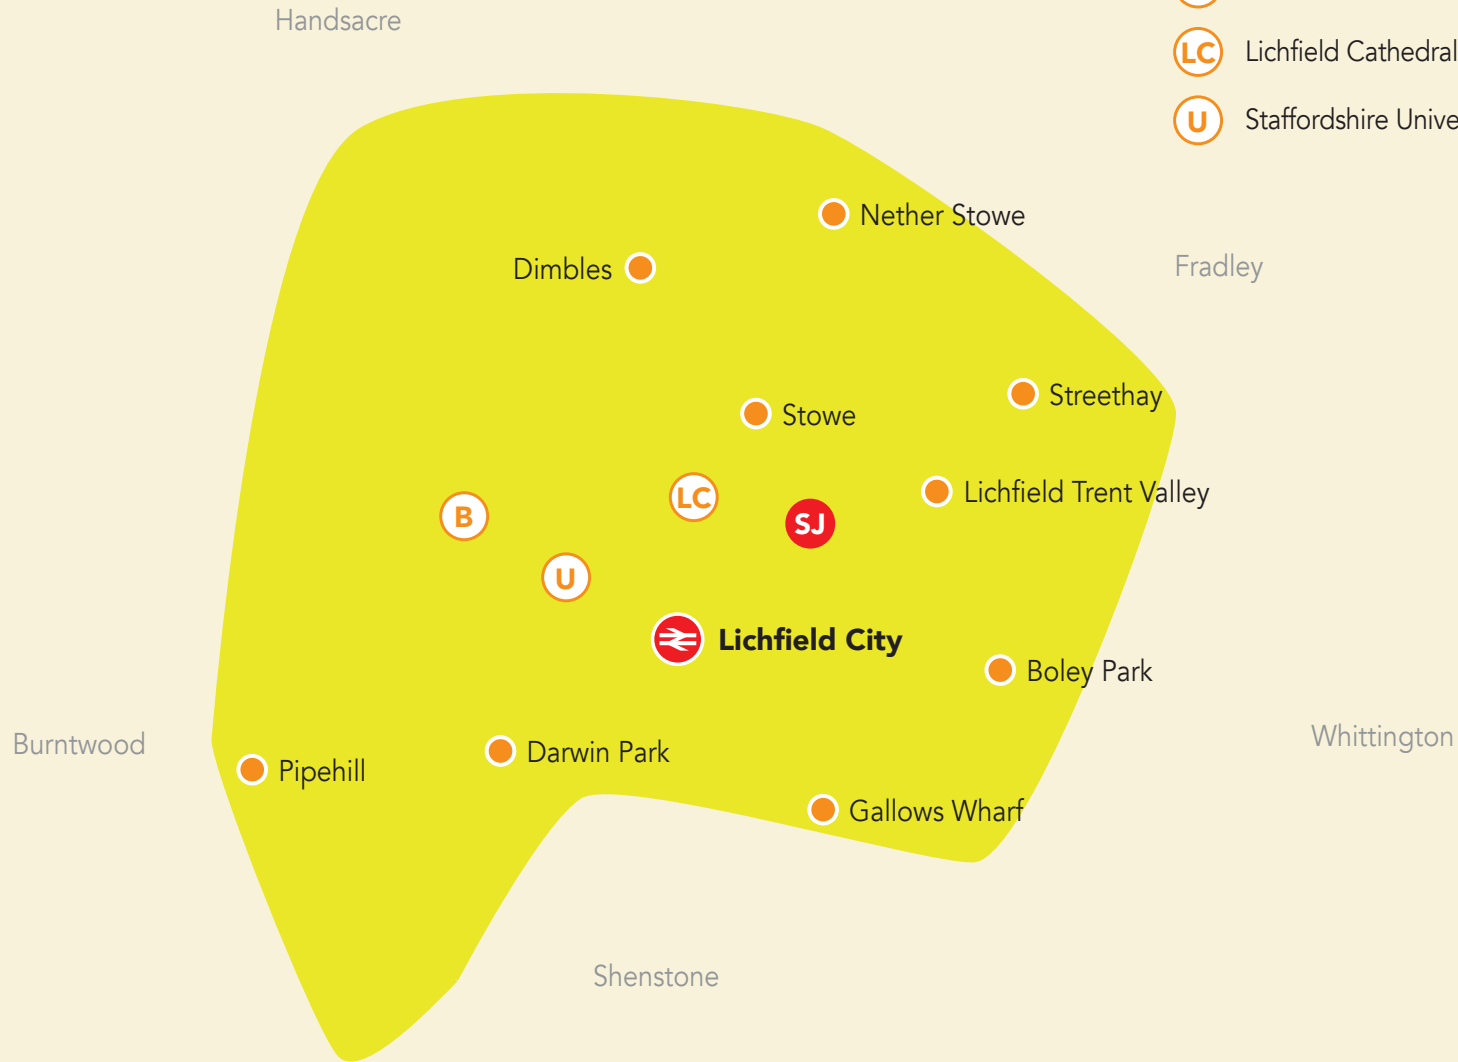 Handsacre
LC Lichfield Cathedral
U Staffordshire Unive
Nether Stowe
Dimbles
Fradley
Streethay
Stowe
Lichfield Trent Valley
LC
B
SJ
U
Lichfield City
Boley Park
Whittington
Burntwood
Darwin Park
Pipehill
Gallows Wharf
Shenstone